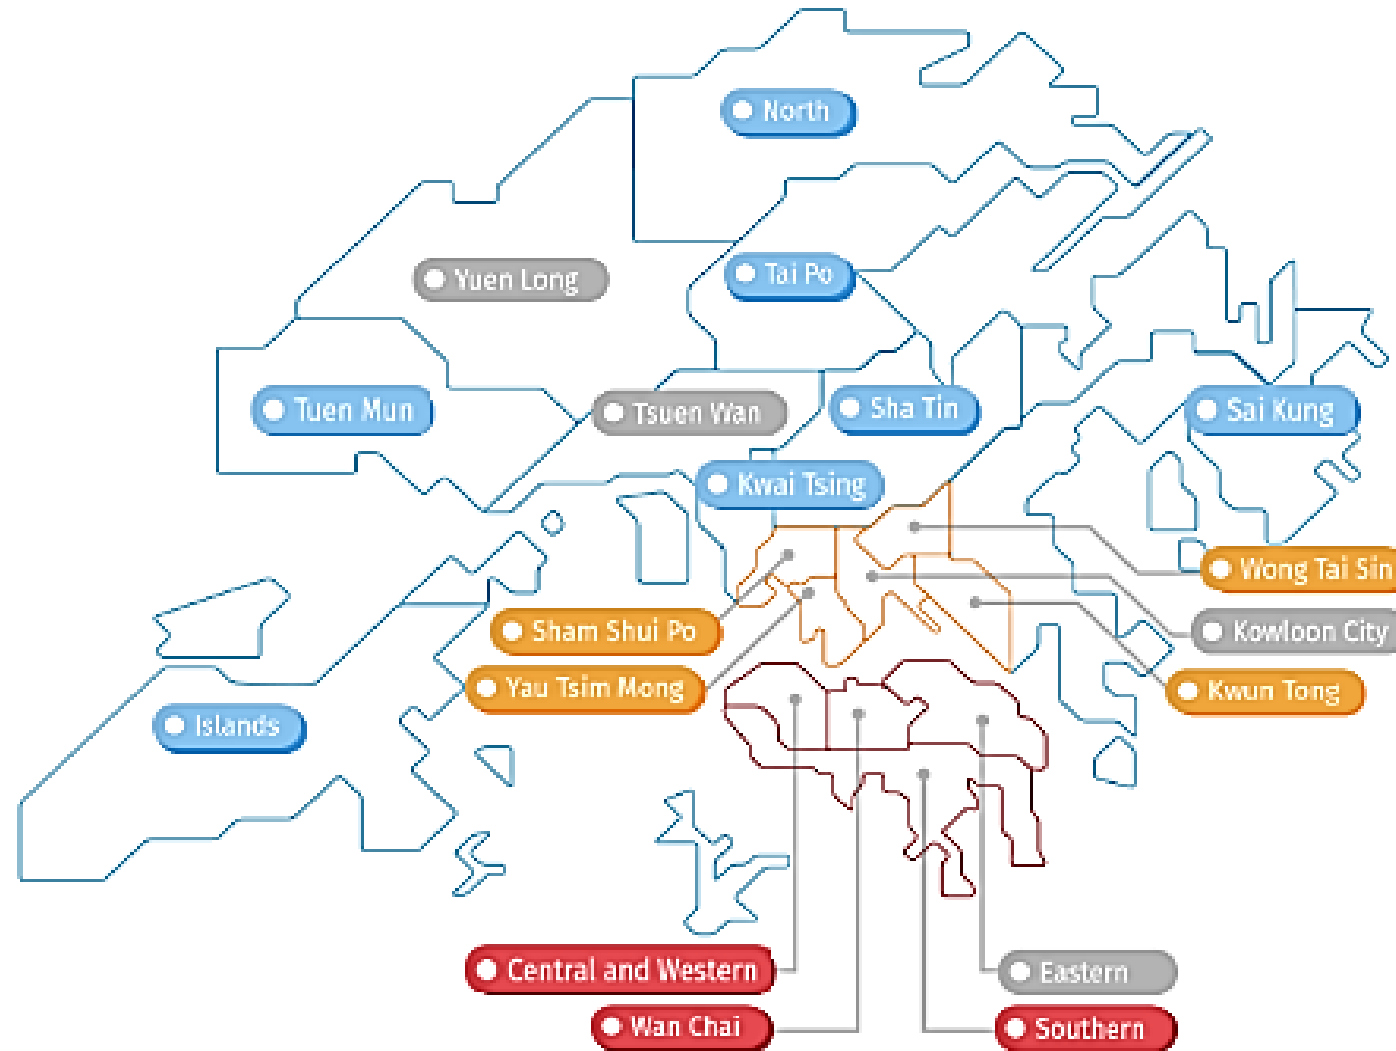 North
Yuen Long
Tai Po
Tuen Mun
Tsuen Wan
Sha Tin
Sai Kung
Kwai Tsing
Wong Tai Sin
Sham Shui Po
Kowloon City
Yau Tsim Mong
Kwun Tong
Islands
Central and Western
Eastern
Wan Chai
Southern